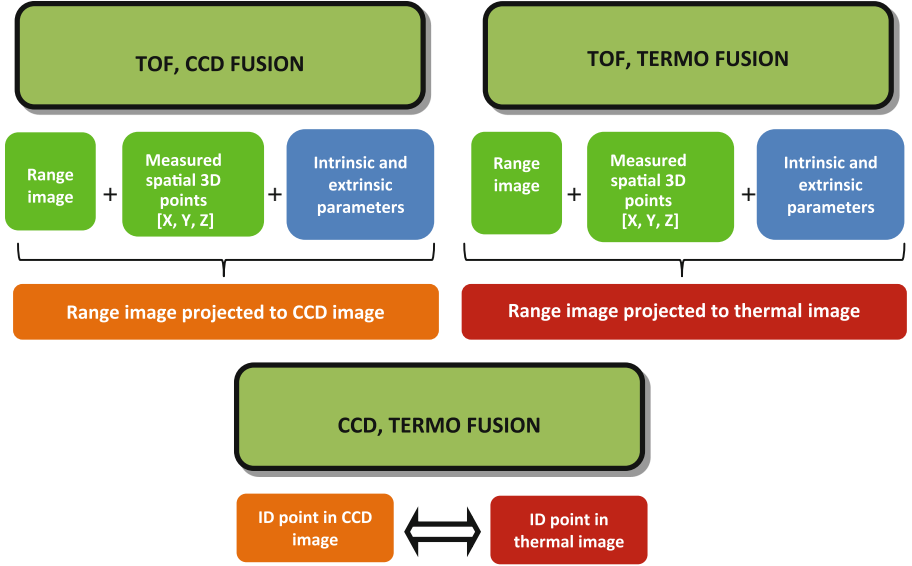 TOF, CCD FUSION
Range
image
+
Measured
spatial 3D
points
[X, Y, Z]
+
Intrinsic and
extrinsic
parameters
Range image projected to CCD image
TOF, TERMO FUSION
Range
image
+
Measured
spatial 3D
points
[X, Y, Z]
+
Intrinsic and
extrinsic
parameters
Range image projected to thermal image
CCD, TERMO FUSION
ID point in CCD
image
ID point in
thermal image